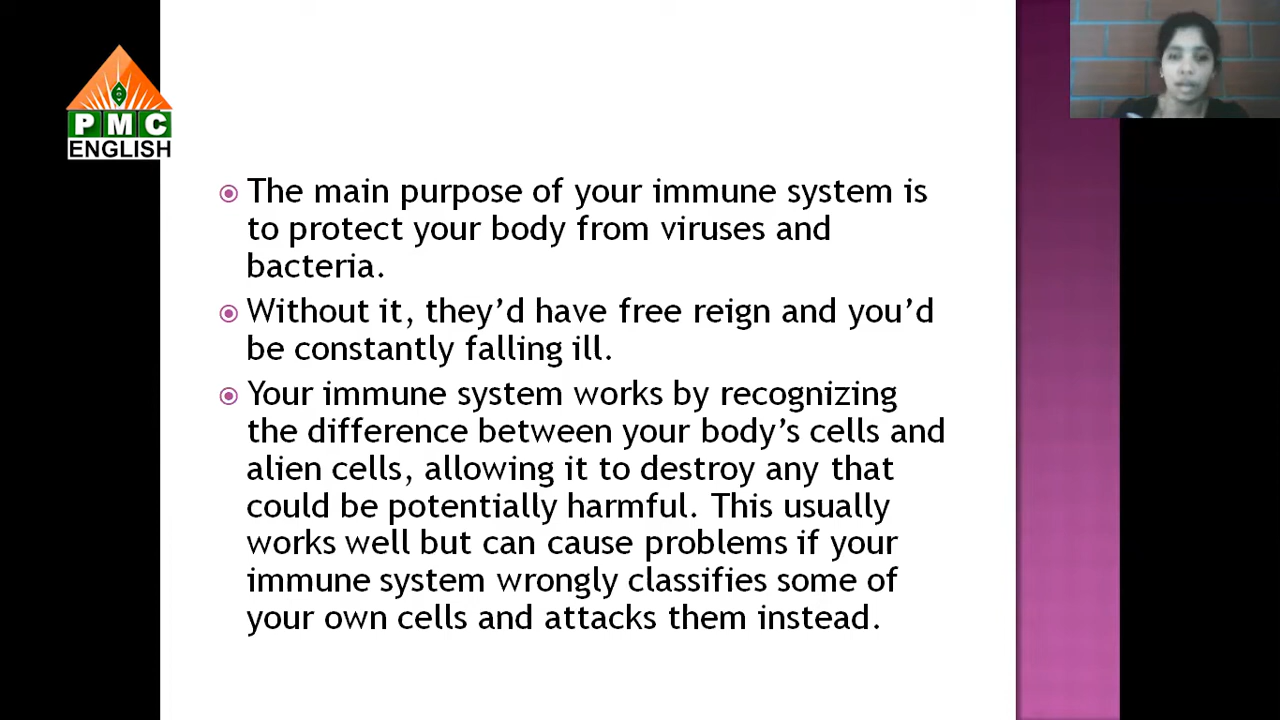 PMC
ENGLISH
The main purpose of your immune system is
to protect your body from viruses and
bacteria.
Without it, they’d have free reign and you’d
be constantly falling ill.
Your immune system works by recognizing
the difference between your body’s cells and
alien cells, allowing it to destroy any that
could be potentially harmful. This usually
works well but can cause problems if your
immune system wrongly classifies some of
your own cells and attacks them instead.